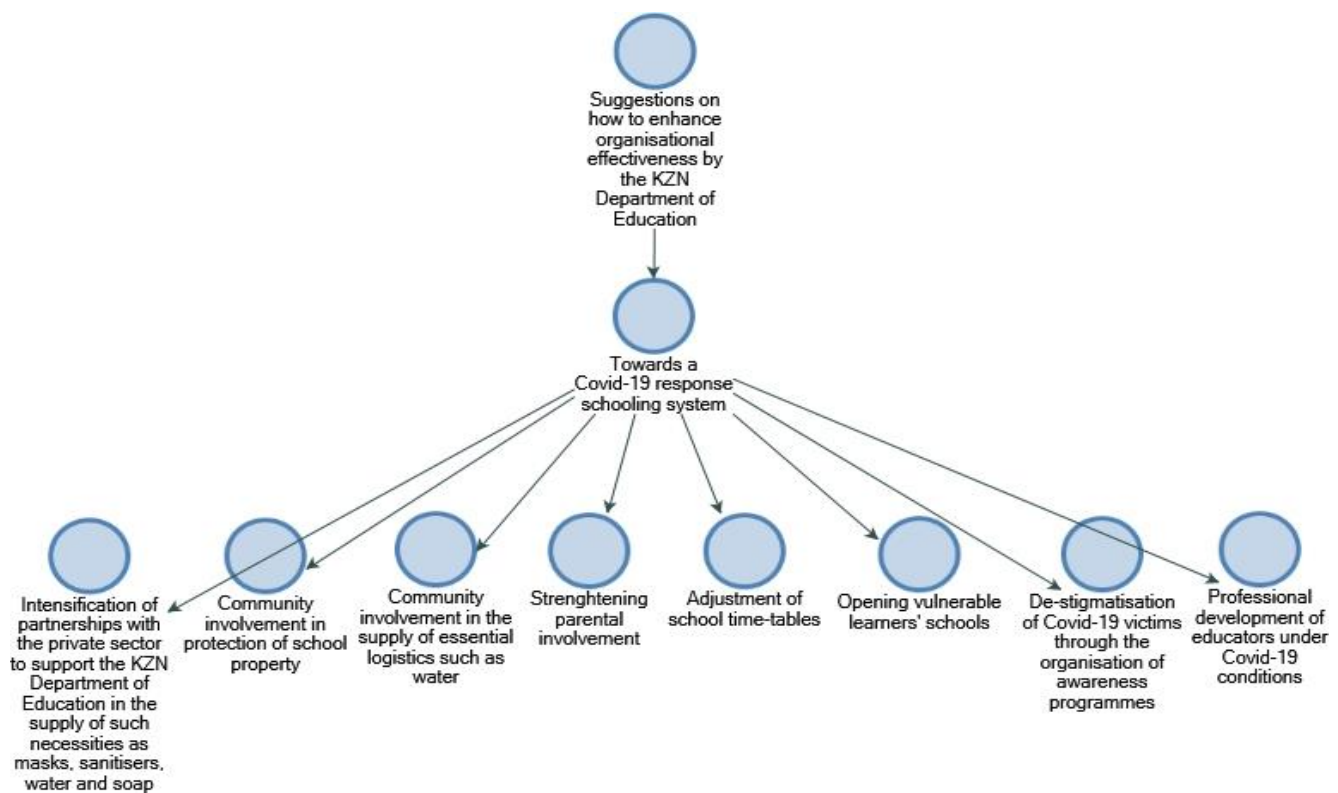 Suggestions on
how to enhance
organisational
effectiveness by
the KZN
Department of
Education
Towards a
Covid-19 response
schooling system
Intensification of
partnerships with
the private sector
to support the KZN
Department of
Education in the
supply of such
necessities as
masks, sanitisers,
water and soap
Community
involvement in
protection of school
property
Community
involvement in the
supply of essential
logistics such as
water
Strenghtening
parental
involvement
Adjustment of
school time-tables
Opening vulnerable
learners' schools
De-stigmatisation
of Covid-19 victims
through the
organisation of
awareness
programmes
Professional
development of
educators under
Covid-19
conditions